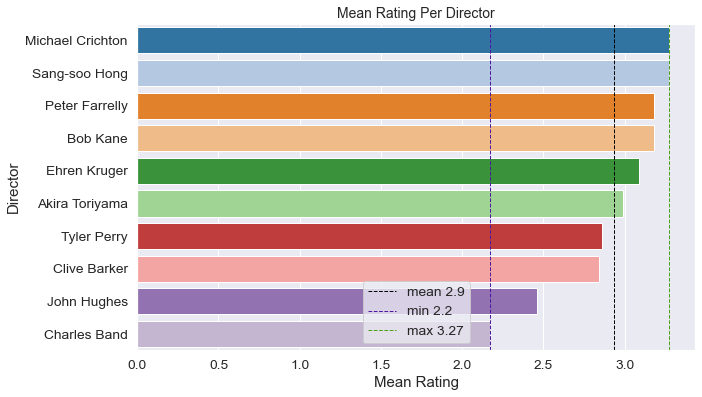 Mean Rating Per Director
Director
Michael Crichton
Sang-soo Hong
Peter Farrelly
Bob Kane
Ehren Kruger
Akira Toriyama
Tyler Perry
Clive Barker
John Hughes
Charles Band
mean 2.9
min 2.2
max 3.27
0.0 0.5 1.0 1.5 2.0 2.5 3.0
Mean Rating